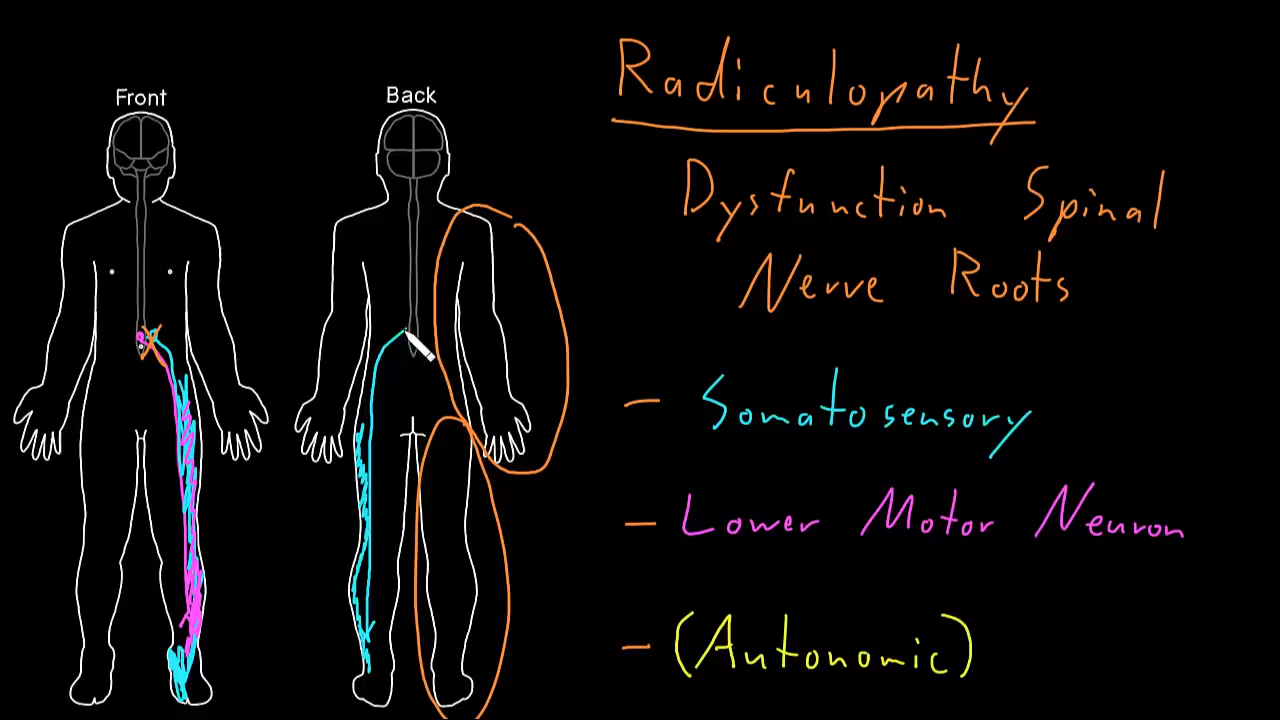 Front
Back
Radiculopathy
Dysfunction Spinal
Nerve Roots
- Somatosensory
- Lower Motor Neuron
- (Autonomic)